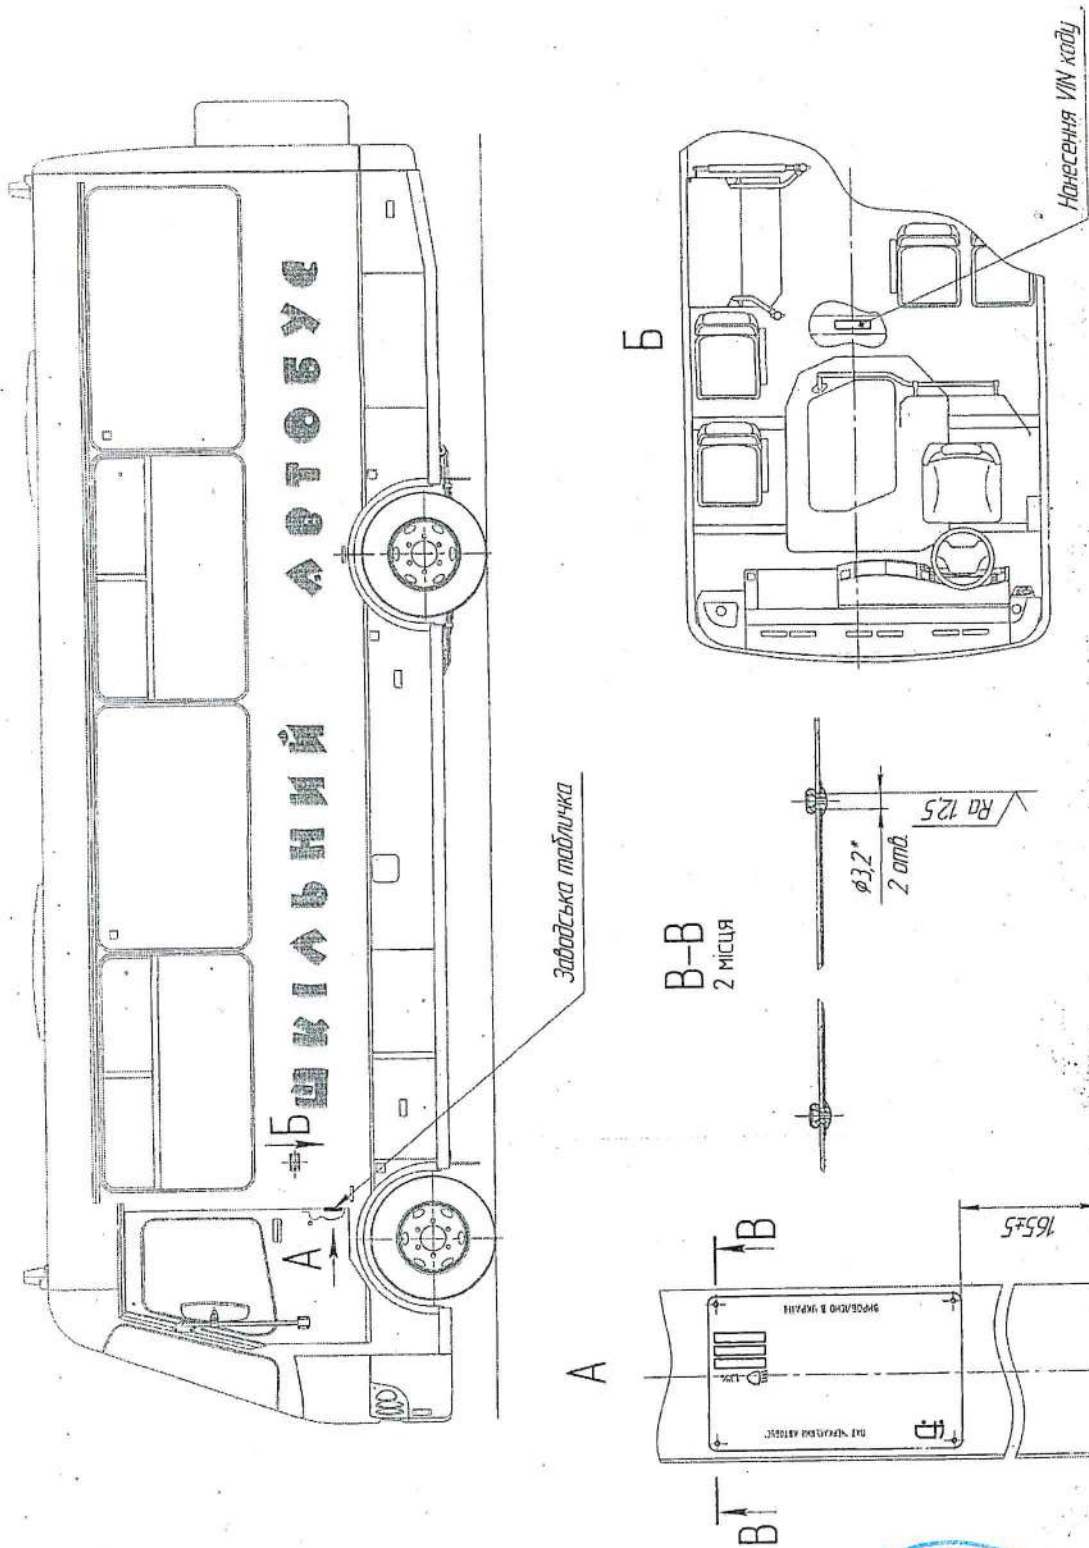 ШКІЛЬНИЙ АВТОБУС
Б
А
Заводська табличка
Б
Нанесення VIN коду
В-В
2 місця
ф3,2*
2 отв.
Ra 12,5
А
В
В
165±5
ВИРОБЛЕНО В УКРАЇНІ
ПАТ "ЧЕРКАСЬКИЙ АВТОБУС"